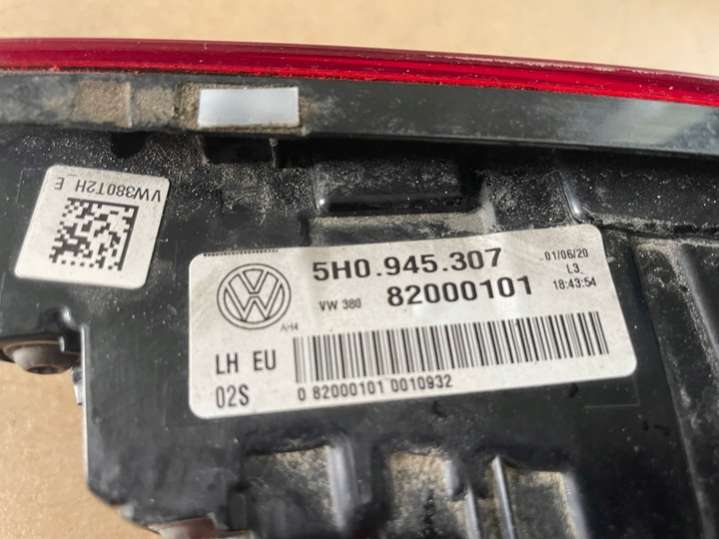 VW380T2H_E
5H0.945.307
01/06/20
VW 380 82000101
L3
18:43:54
AH4
LH EU
02S
0 82000101 0010932